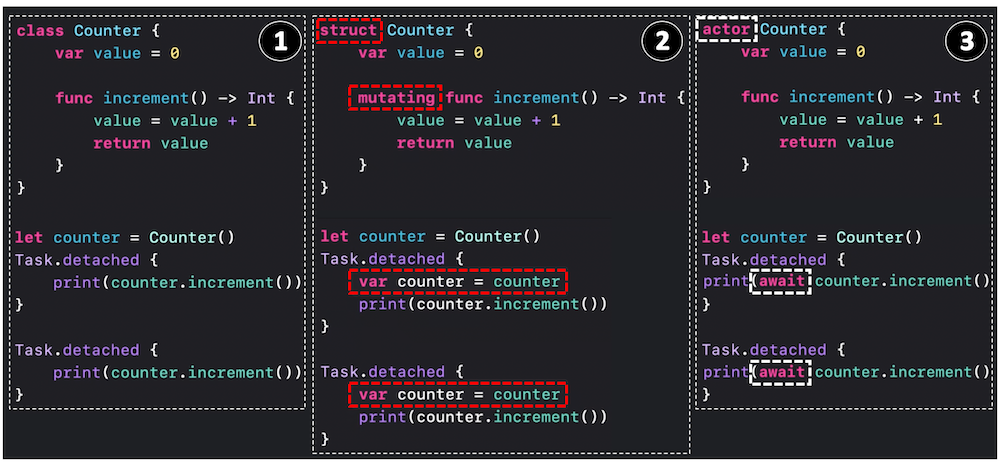 1
class Counter {
    var value = 0

    func increment() -> Int {
        value = value + 1
        return value
    }
}

let counter = Counter()
Task.detached {
    print(counter.increment())
}

Task.detached {
    print(counter.increment())
}
2
struct Counter {
    var value = 0

    mutating func increment() -> Int {
        value = value + 1
        return value
    }
}

let counter = Counter()
Task.detached {
    var counter = counter
    print(counter.increment())
}

Task.detached {
    var counter = counter
    print(counter.increment())
}
3
actor Counter {
    var value = 0

    func increment() -> Int {
        value = value + 1
        return value
    }
}

let counter = Counter()
Task.detached {
print(await counter.increment()
}

Task.detached {
print(await counter.increment()
}